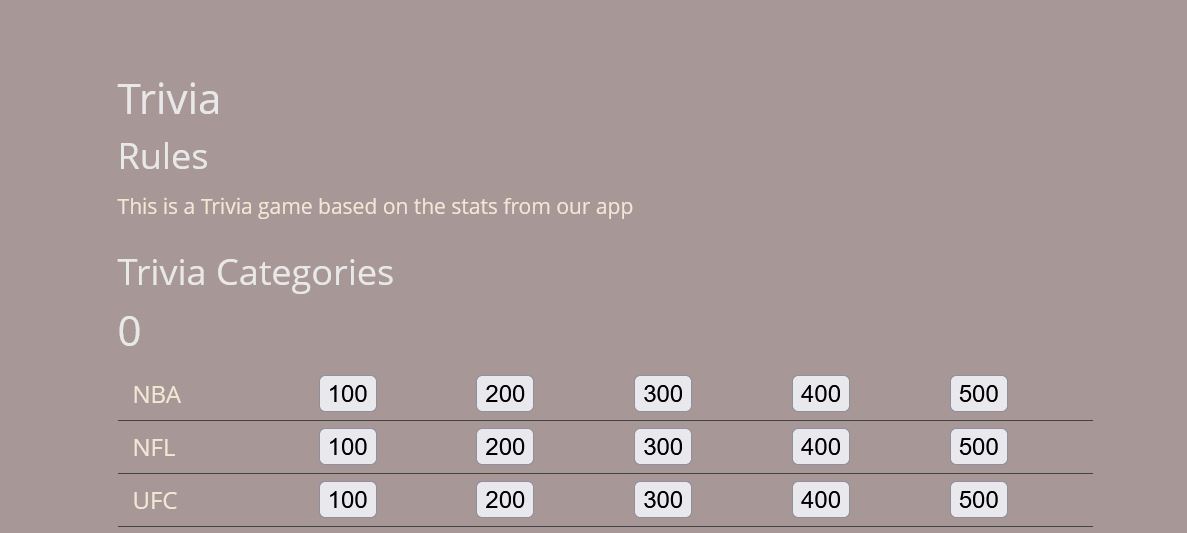 Trivia
Rules
This is a Trivia game based on the stats from our app
Trivia Categories
0
NBA 100 200 300 400 500
NFL 100 200 300 400 500
UFC 100 200 300 400 500